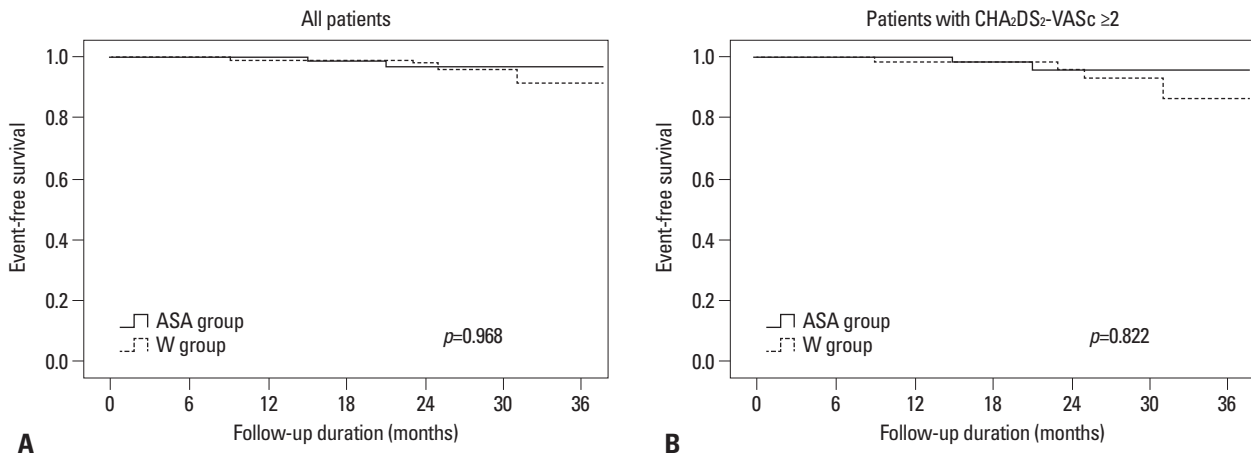 All patients
1.0
0.8
0.6
0.4
0.2
0.0
Event-free survival
ASA group
W group
p=0.968
0 6 12 18 24 30 36
Follow-up duration (months)
A
Patients with CHA₂DS₂-VASc ≥2
1.0
0.8
0.6
0.4
0.2
0.0
Event-free survival
ASA group
W group
p=0.822
0 6 12 18 24 30 36
Follow-up duration (months)
B